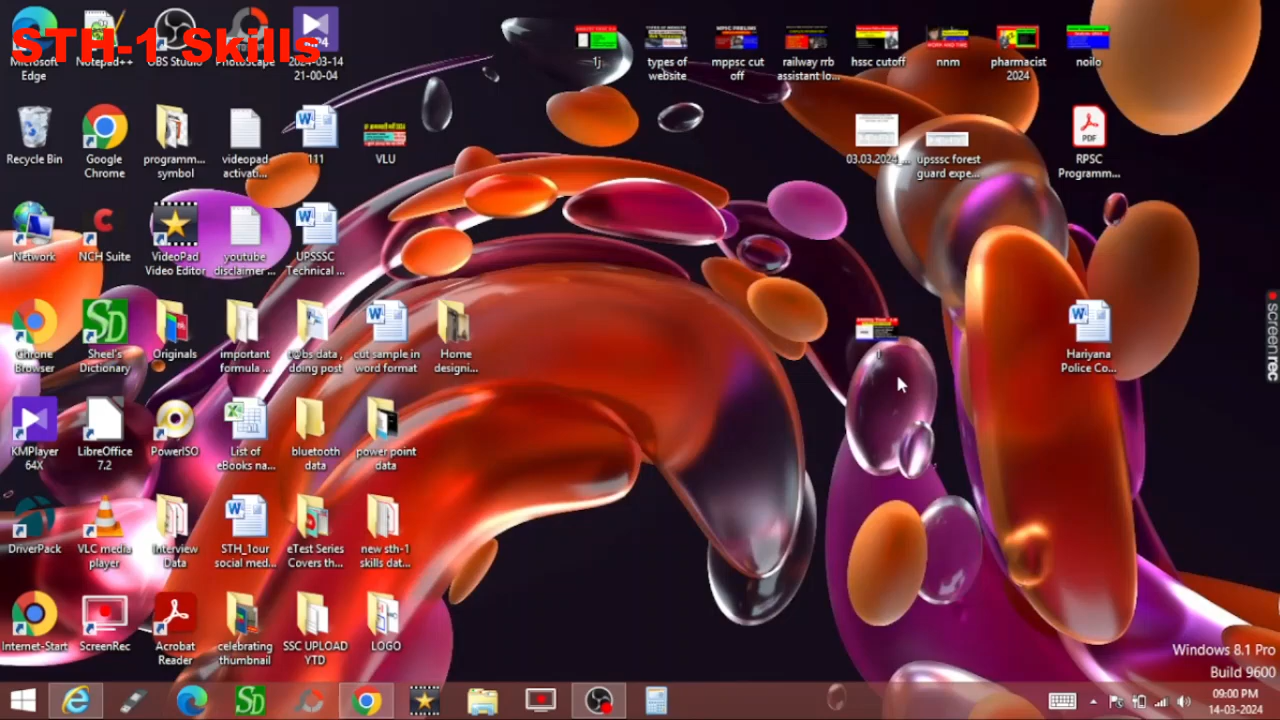 STH-1 Skills
Microsoft
Edge
Notepad++
OBS Studio
PhotoScape
2024-03-14
21-00-04
1j
types of
website
mppsc cut
off
railway rrb
assistant lo...
hssc cutoff
nnm
pharmacist
2024
noilo
Recycle Bin
Google
Chrome
programm...
symbol
videopad
activati...
111
VLU
03.03.2024_...
upsssc forest
guard expe...
PDF
RPSC
Programm...
Network
NCH Suite
VideoPad
Video Editor
youtube
disclaimer ...
UPSSSC
Technical ...
Chrome
Browser
Sheel's
Dictionary
Originals
important
formula ...
t@bs data ,
doing post
cut sample in
word format
Home
designi...
1
Hariyana
Police Co...
KMPlayer
64X
LibreOffice
7.2
PowerISO
List of
eBooks na...
bluetooth
data
power point
data
DriverPack
VLC media
player
Interview
Data
STH_1our
social med...
eTest Series
Covers th...
new sth-1
skills dat...
Internet-Start
ScreenRec
Acrobat
Reader
celebrating
thumbnail
SSC UPLOAD
YTD
LOGO
screenrec
Windows 8.1 Pro
Build 9600
09:00 PM
14-03-2024